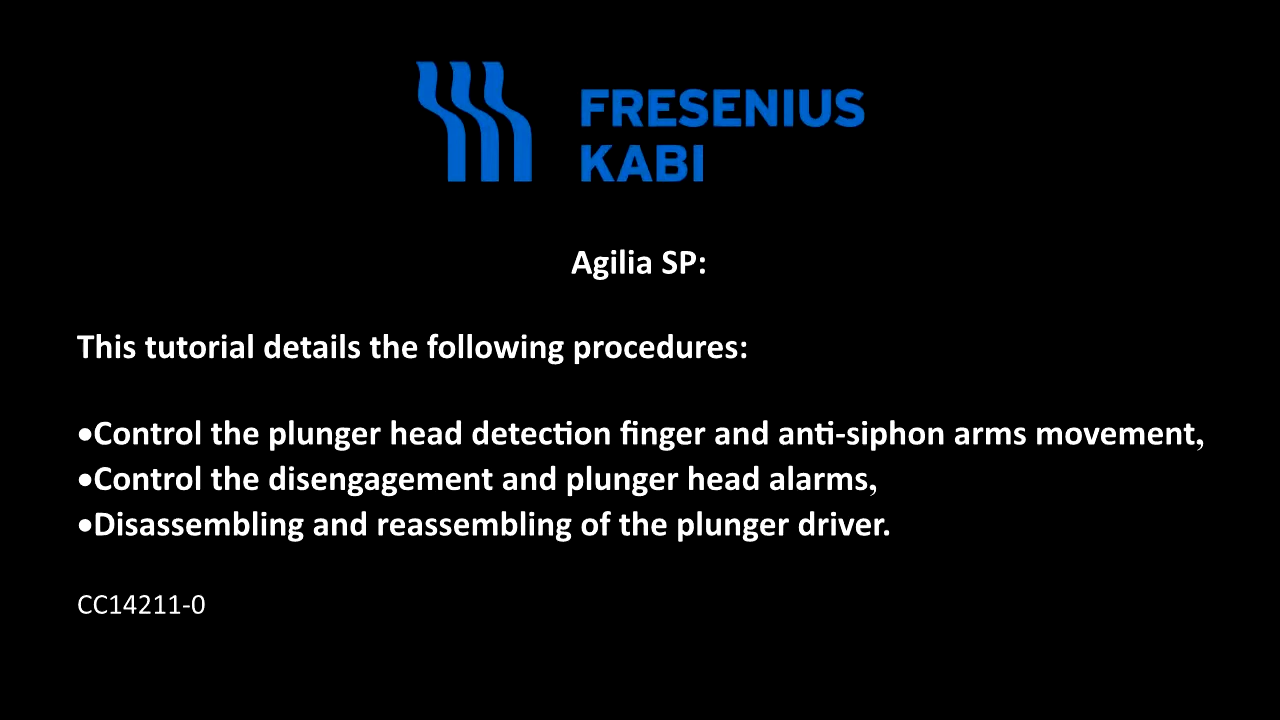 FRESENIUS
KABI
Agilia SP:
This tutorial details the following procedures:
•Control the plunger head detection finger and anti-siphon arms movement,
•Control the disengagement and plunger head alarms,
•Disassembling and reassembling of the plunger driver.
CC14211-0